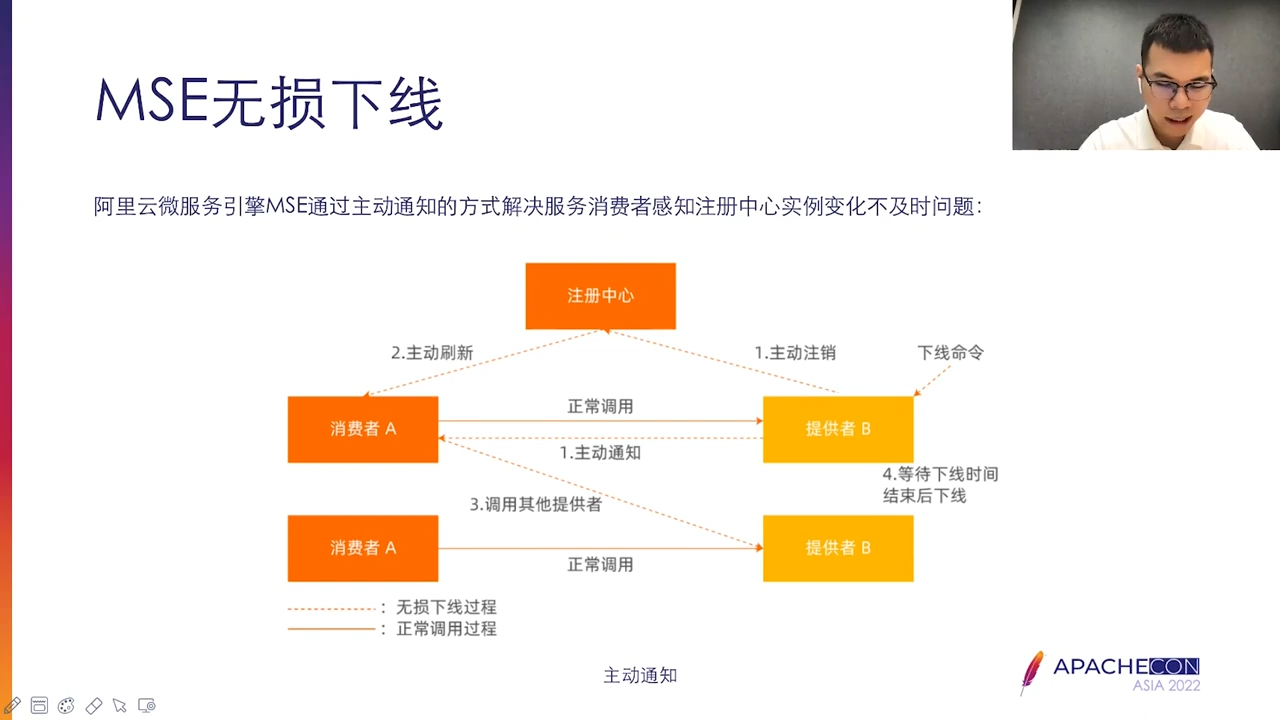 MSE无损下线
阿里云微服务引擎MSE通过主动通知的方式解决服务消费者感知注册中心实例变化不及时问题：
注册中心
2.主动刷新
1.主动注销
下线命令
消费者 A
正常调用
提供者 B
1.主动通知
4.等待下线时间
结束后下线
3.调用其他提供者
消费者 A
正常调用
提供者 B
：无损下线过程
：正常调用过程
主动通知
APACHECON
ASIA 2022